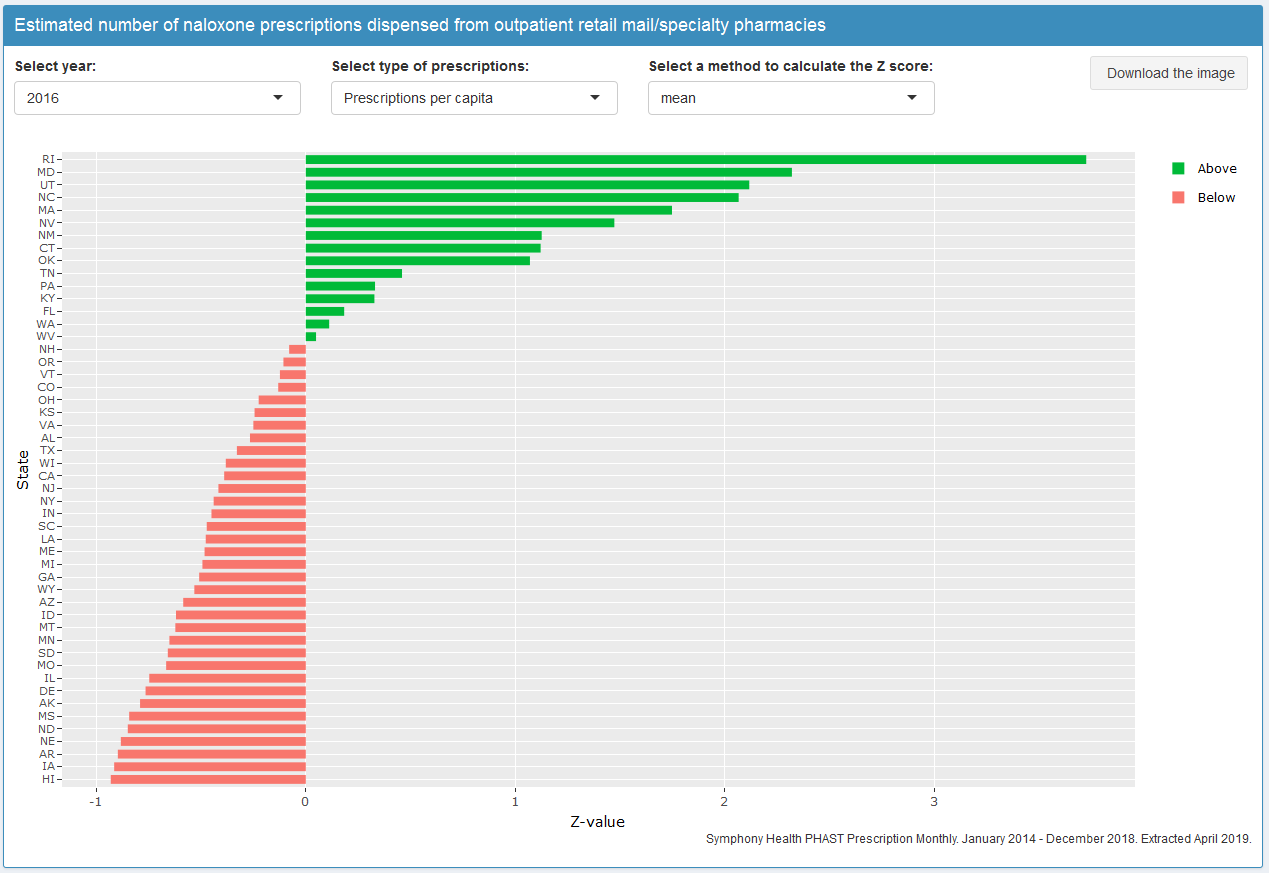 Estimated number of naloxone prescriptions dispensed from outpatient retail mail/specialty pharmacies
Select year:
Select type of prescriptions:
Select a method to calculate the Z score:
Download the image
2016
Prescriptions per capita
mean
RI
MD
UT
NC
MA
NV
NM
CT
OK
TN
PA
KY
FL
WA
WV
NH
OR
VT
CO
OH
KS
VA
AL
TX
WI
CA
NJ
NY
IN
SC
LA
ME
MI
GA
WY
AZ
ID
MT
MN
SD
MO
IL
DE
AK
MS
ND
NE
AR
IA
HI
State
-1
0
1
2
3
Z-value
Above
Below
Symphony Health PHAST Prescription Monthly. January 2014 - December 2018. Extracted April 2019.